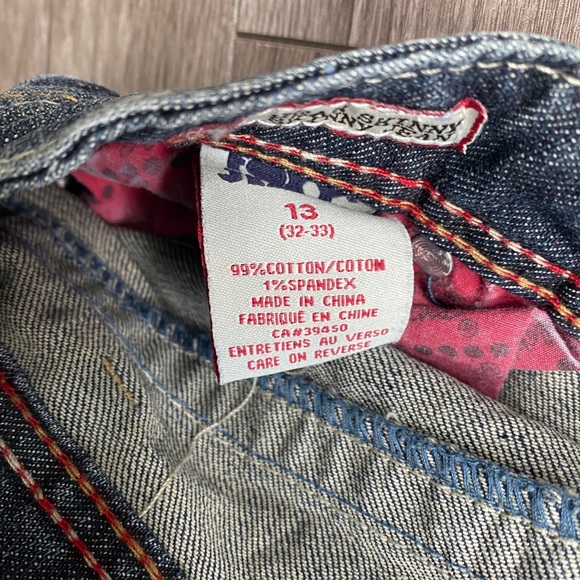 13
(32-33)
99%COTTON/COTON
1%SPANDEX
MADE IN CHINA
FABRIQUÉ EN CHINE
CA#39450
ENTRETIENS AU VERSO
CARE ON REVERSE